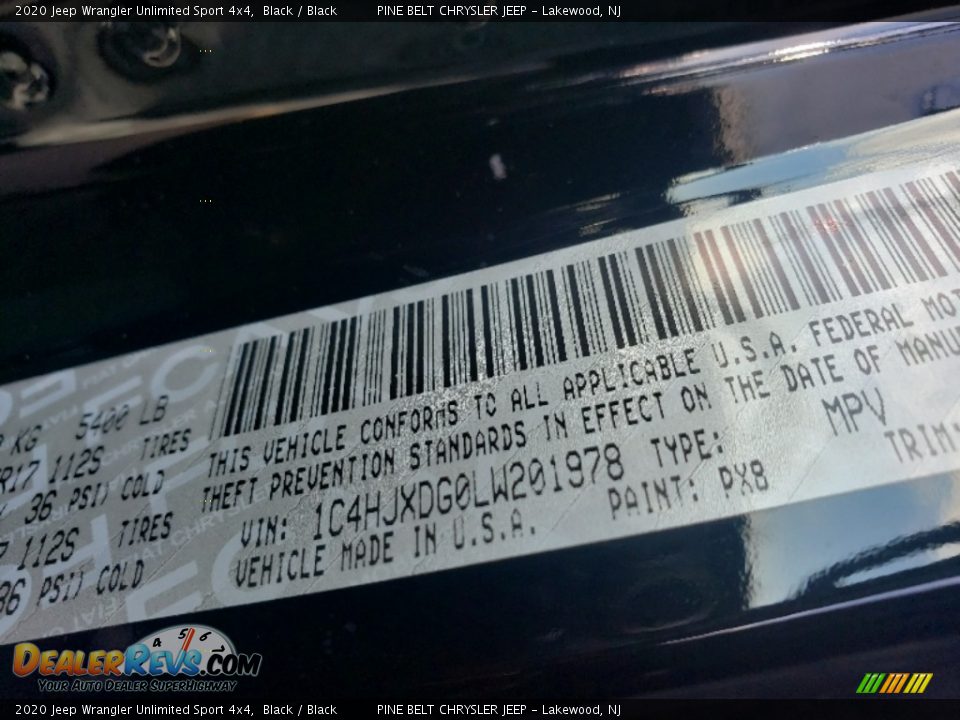 2020 Jeep Wrangler Unlimited Sport 4x4, Black / Black PINE BELT CHRYSLER JEEP - Lakewood, NJ
KG 5400 LB
R17 112S TIRES
36 PSI) COLD
112S TIRES
36 PSI) COLD
THIS VEHICLE CONFORMS TO ALL APPLICABLE U.S.A. FEDERAL MOT
THEFT PREVENTION STANDARDS IN EFFECT ON THE DATE OF MANU
VIN: 1C4HJXDG0LW201978 TYPE: MPV
VEHICLE MADE IN U.S.A. PAINT: PX8 TRIM:
DEALERREVS.COM
YOUR AUTO DEALER SUPERHIGHWAY
2020 Jeep Wrangler Unlimited Sport 4x4, Black / Black PINE BELT CHRYSLER JEEP - Lakewood, NJ